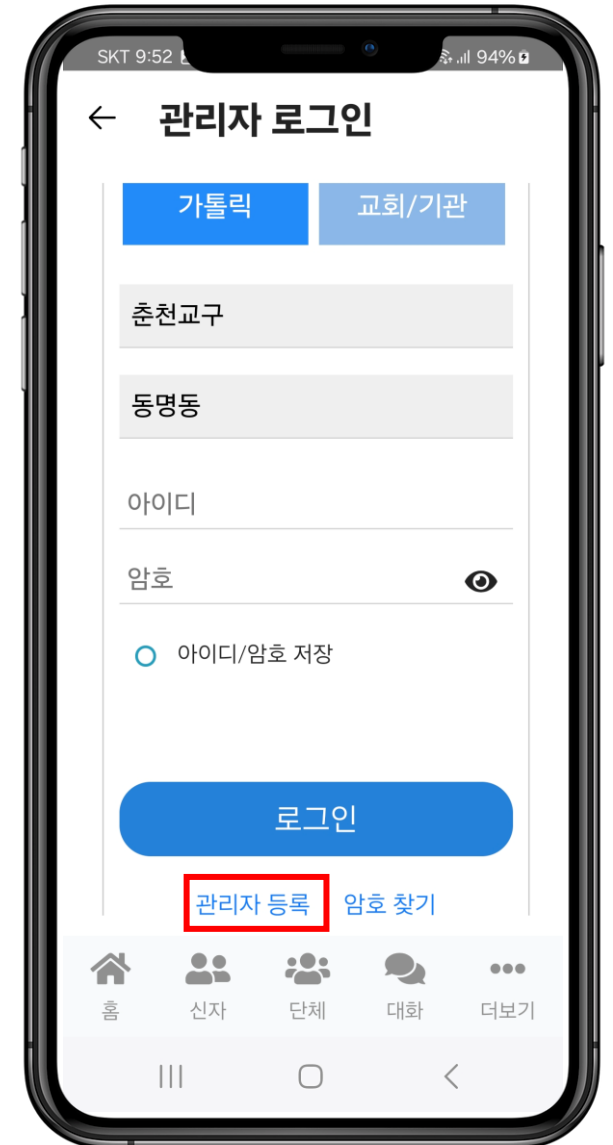 SKT 9:52
94%
관리자 로그인
가톨릭 교회/기관
춘천교구
동명동
아이디
암호
아이디/암호 저장
로그인
관리자 등록 암호 찾기
홈 신자 단체 대화 더보기